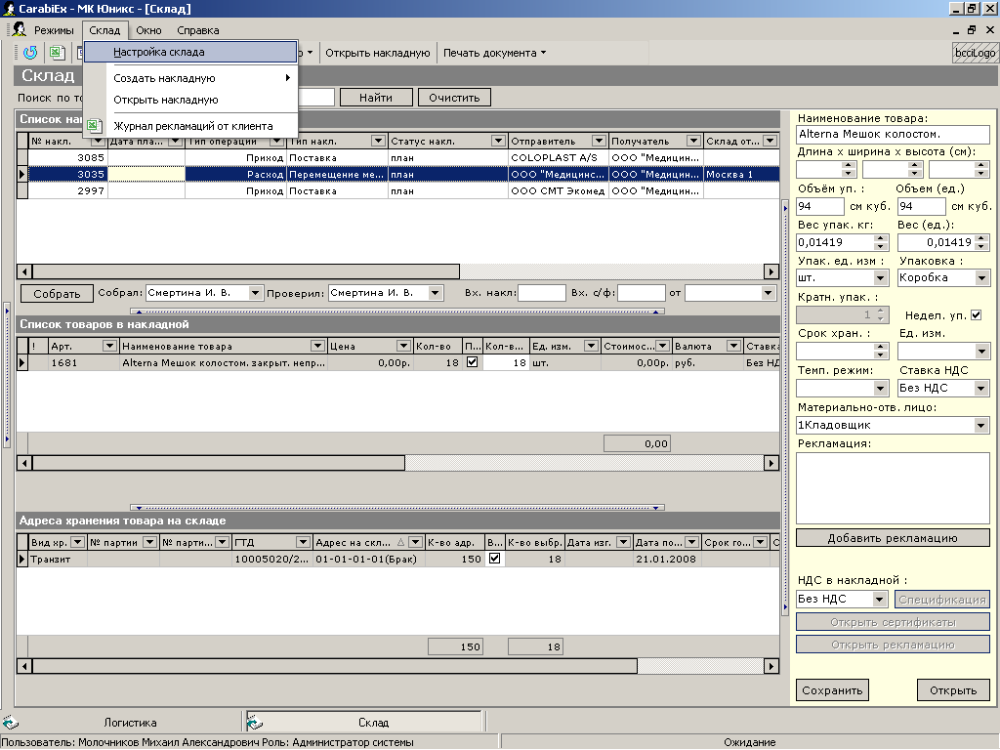 CarabiEx - МК Юникс - [Склад]
Режимы Склад Окно Справка
Настройка склада
Создать накладную
Открыть накладную
Журнал рекламаций от клиента
Открыть накладную Печать документа
bcciLogo
Склад
Поиск по то
Найти Очистить
Список нак
№ накл. Дата пла... Тип операции Тип накл. Статус накл. Отправитель Получатель Склад от...
3085 Приход Поставка план COLOPLAST A/S ООО "Медицин...
3035 Расход Перемещение ме... план ООО "Медицинс... ООО "Медицин... Москва 1
2997 Приход Поставка план ООО СМТ Экомед ООО "Медицин...
Собрать Собрал: Смертина И. В. Проверил: Смертина И. В. Вх. накл: Вх. с/ф: от
Список товаров в накладной
! Арт. Наименование товара Цена Кол-во П... Кол-в... Ед. изм. Стоимос... Валюта Ставка
1681 Alterna Мешок колостом. закрыт. непр... 0,00р. 18 18 шт. 0,00р. руб. Без НД
0,00
Адреса хранения товара на складе
Вид хр. № партии № парти... ГТД Адрес на скл... К-во адр. В... К-во выбр. Дата изг. Дата по... Срок го... С
Транзит 10005020/2... 01-01-01-01(Брак) 150 18 21.01.2008
150 18
Наименование товара:
Alterna Мешок колостом.
Длина x ширина x высота (см):
Объём уп. : Объем (ед.)
94 см куб. 94 см куб.
Вес упак. кг: Вес (ед.):
0,01419 0,01419
Упак. ед. изм : Упаковка :
шт. Коробка
Кратн. упак. :
1 Недел. уп.
Срок хран. : Ед. изм.
Темп. режим: Ставка НДС
Без НДС
Материально-отв. лицо:
1Кладовщик
Рекламация:
Добавить рекламацию
НДС в накладной :
Без НДС Спецификация
Открыть сертификаты
Открыть рекламацию
Сохранить Открыть
Логистика Склад
Пользователь: Молочников Михаил Александрович Роль: Администратор системы Ожидание